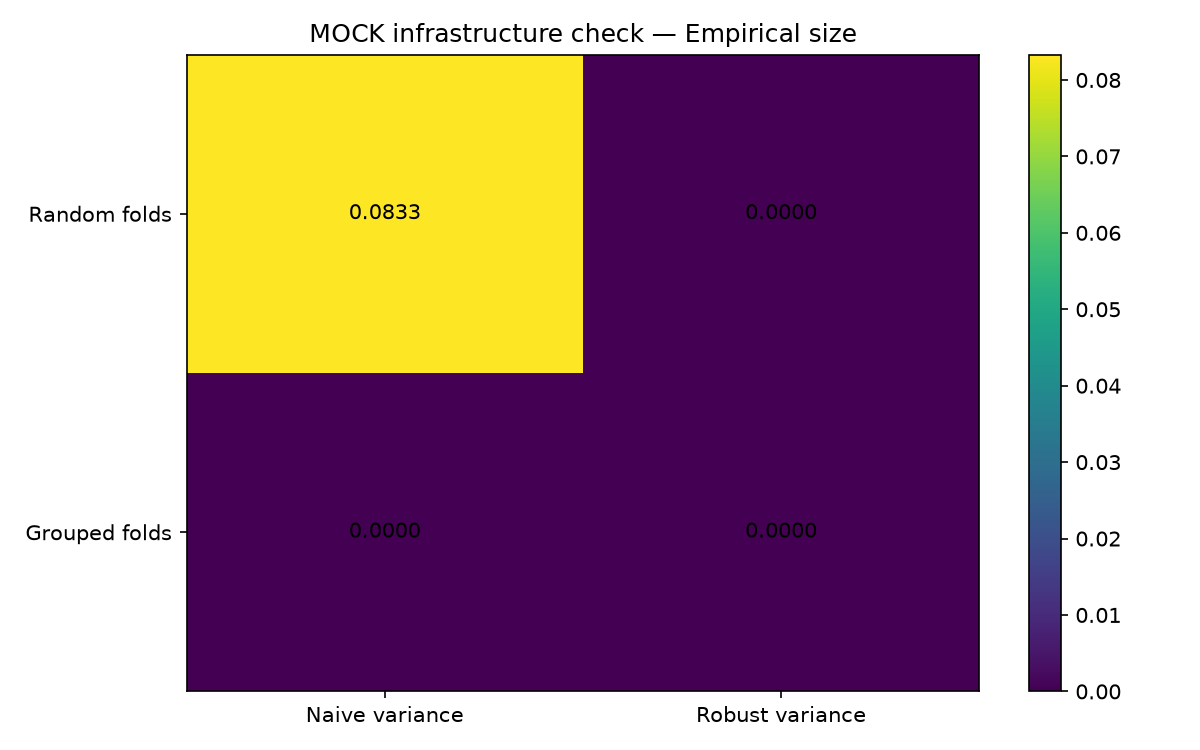 MOCK infrastructure check — Empirical size
Random folds
0.0833
0.0000
Grouped folds
0.0000
0.0000
Naive variance
Robust variance
0.08
0.07
0.06
0.05
0.04
0.03
0.02
0.01
0.00